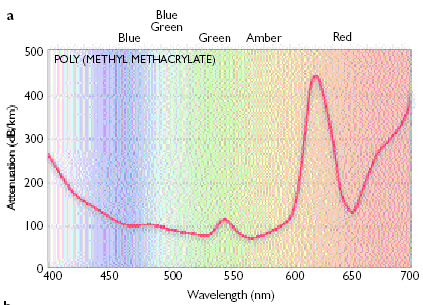 a
Blue
Green
Blue Green Amber Red
500
POLY (METHYL METHACRYLATE)
400
300
200
100
0
Attenuation (dB/km)
400 450 500 550 600 650 700
Wavelength (nm)